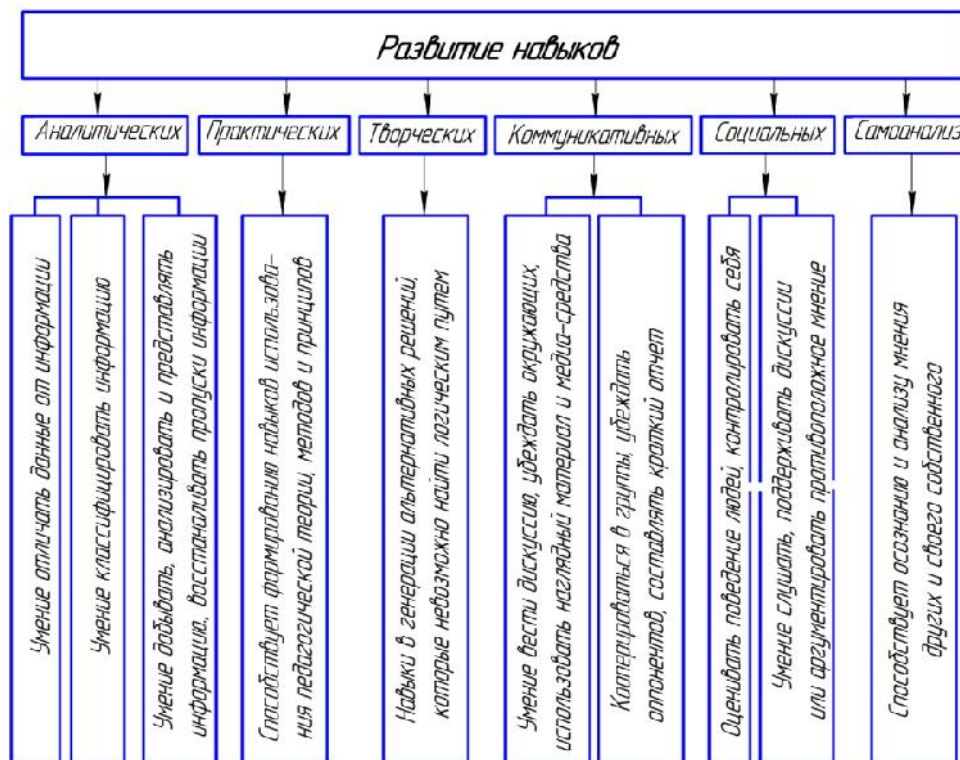 Развитие навыков
Аналитических
Практических
Творческих
Коммуникативных
Социальных
Самоанализ
Умение отличать данные от информации
Умение классифицировать информацию
Умение добывать, анализировать и представлять
информацию, восстаналивать пропуски информации
Способствует формированию навыков использова-
ния педагогической теории, методов и принципов
Навыки в генерации альтернативных решений,
которые невозможно найти логическим путем
Умение вести дискуссию, убеждать окружающих,
использовать наглядный материал и медиа-средства
Кооперироваться в группы, убеждать
оппонентов, составлять краткий отчет
Оценивать поведение людей, контролировать себя
Умение слушать, поддерживать дискуссии
или аргументировать противоположное мнение
Способствует осознанию и анализу мнения
других и своего собственного